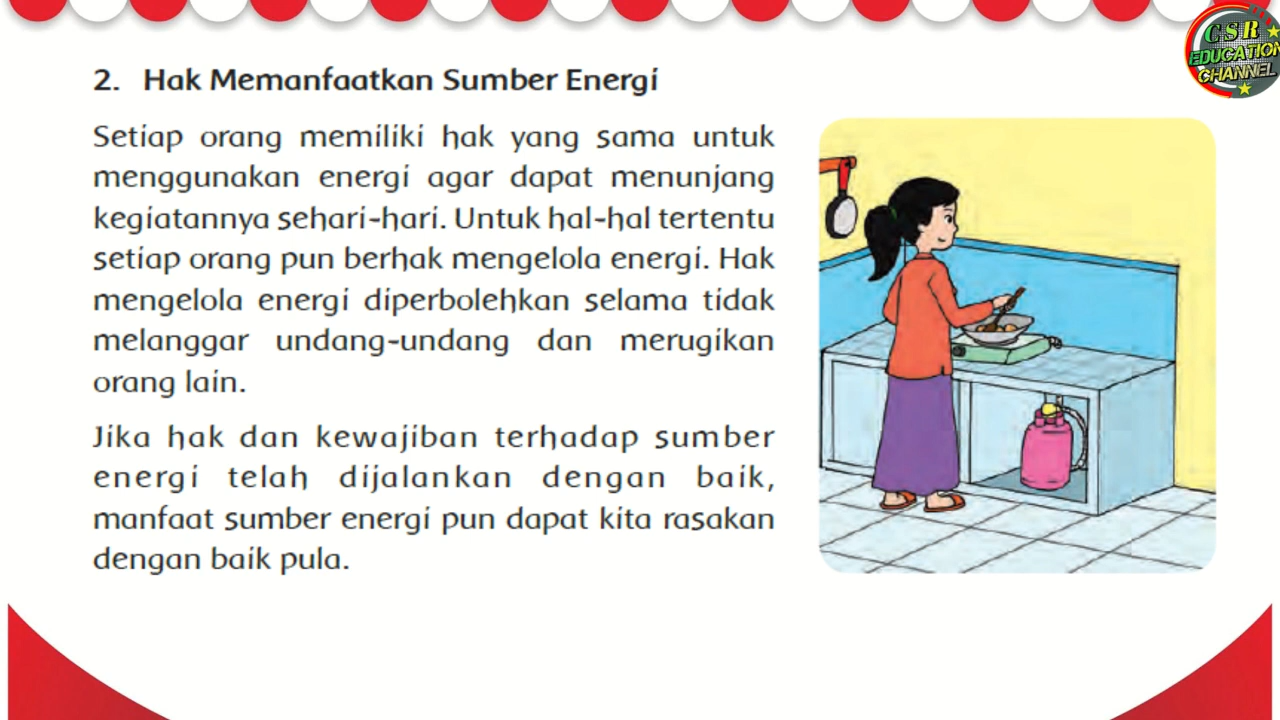 CSR
EDUCATION
CHANNEL
2. Hak Memanfaatkan Sumber Energi
Setiap orang memiliki hak yang sama untuk
menggunakan energi agar dapat menunjang
kegiatannya sehari-hari. Untuk hal-hal tertentu
setiap orang pun berhak mengelola energi. Hak
mengelola energi diperbolehkan selama tidak
melanggar undang-undang dan merugikan
orang lain.
Jika hak dan kewajiban terhadap sumber
energi telah dijalankan dengan baik,
manfaat sumber energi pun dapat kita rasakan
dengan baik pula.